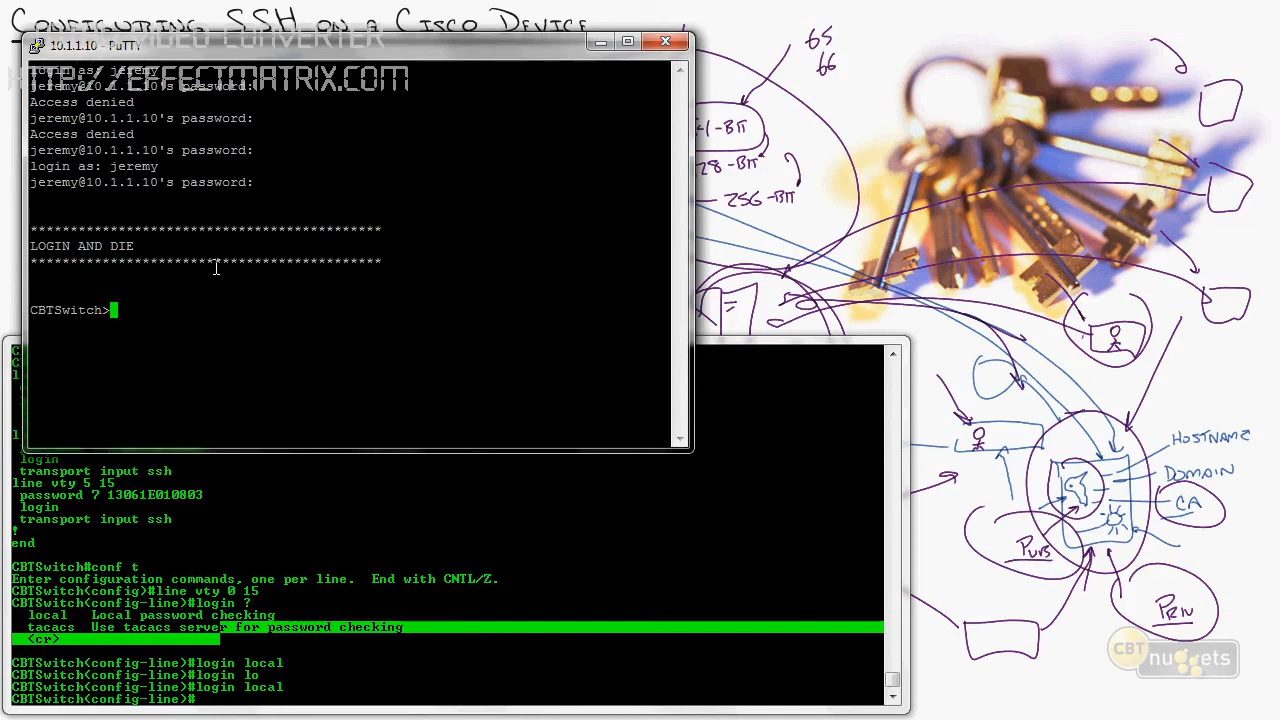 CONFIGURING SSH ON A CISCO DEVICE
VIDEO CONVERTER
10.1.1.10 - PuTTY
login as: jeremy
jeremy@10.1.1.10's password:
Access denied
jeremy@10.1.1.10's password:
Access denied
jeremy@10.1.1.10's password:
login as: jeremy
jeremy@10.1.1.10's password:
********************************************
LOGIN AND DIE
********************************************
CBTSwitch>
65
66
-BIT
128-BIT
256-BIT
login
transport input ssh
line vty 5 15
password 7 13061E010803
login
transport input ssh
!
end
CBTSwitch#conf t
Enter configuration commands, one per line.  End with CNTL/Z.
CBTSwitch(config)#line vty 0 15
CBTSwitch(config-line)#login ?
local   Local password checking
tacacs  Use tacacs server for password checking
<cr>
CBTSwitch(config-line)#login local
CBTSwitch(config-line)#login lo
CBTSwitch(config-line)#login local
CBTSwitch(config-line)#
HOSTNAME
DOMAIN
CA
PUB
PRIV
CBT nuggets